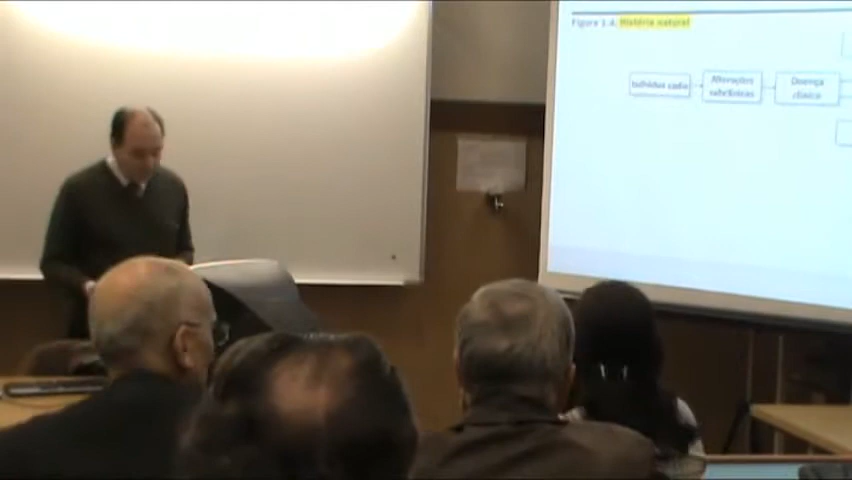 Figura 1.4. História natural
Indivíduo sadio
Alterações
subclínicas
Doença
clínica